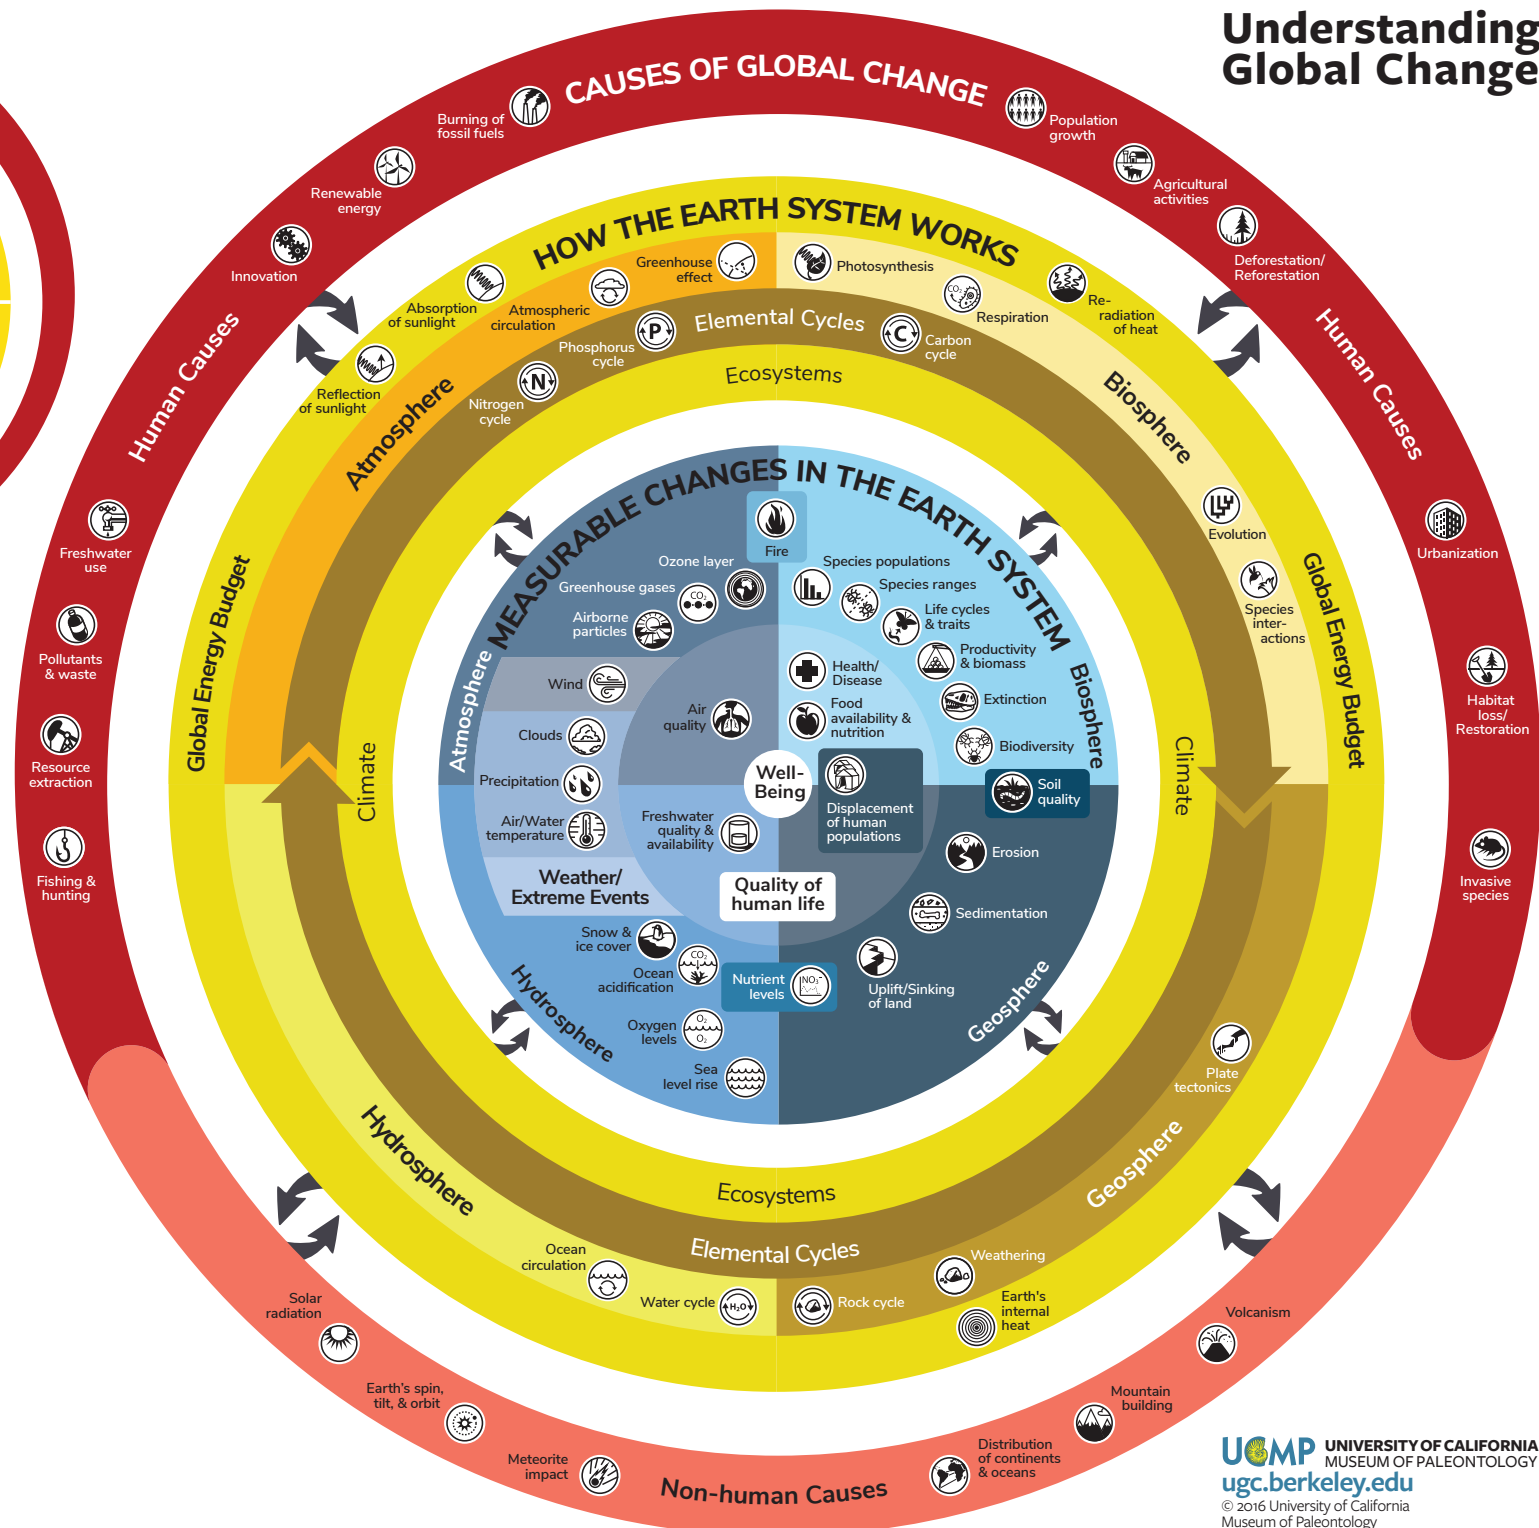 Understanding
Global Change
CAUSES OF GLOBAL CHANGE
Burning of
fossil fuels
Renewable
energy
Innovation
Human Causes
Freshwater
use
Pollutants
& waste
Resource
extraction
Fishing &
hunting
Population
growth
Agricultural
activities
Deforestation/
Reforestation
Human Causes
Urbanization
Habitat
loss/
Restoration
Invasive
species
HOW THE EARTH SYSTEM WORKS
Absorption
of sunlight
Reflection
of sunlight
Global Energy Budget
Re-
radiation
of heat
Global Energy Budget
Greenhouse
effect
Atmospheric
circulation
Atmosphere
Photosynthesis
Respiration
Biosphere
Evolution
Species
inter-
actions
Elemental Cycles
P
Phosphorus
cycle
N
Nitrogen
cycle
C
Carbon
cycle
CO₂
Ecosystems
Climate
Climate
MEASURABLE CHANGES IN THE EARTH SYSTEM
Fire
Ozone layer
Greenhouse gases
CO₂
Airborne
particles
Atmosphere
Wind
Clouds
Precipitation
Air/Water
temperature
Weather/
Extreme Events
Air
quality
Species populations
Species ranges
Life cycles
& traits
Productivity
& biomass
Extinction
Biodiversity
Biosphere
Health/
Disease
Food
availability &
nutrition
Well-
Being
Displacement
of human
populations
Soil
quality
Freshwater
quality &
availability
Quality of
human life
Erosion
Sedimentation
Uplift/Sinking
of land
Geosphere
Snow &
ice cover
Ocean
acidification
CO₂
Nutrient
levels
NO₃⁻
Oxygen
levels
O₂
O₂
Sea
level rise
Hydrosphere
Plate
tectonics
Geosphere
Hydrosphere
Ecosystems
Elemental Cycles
Ocean
circulation
Water cycle
H₂O
Rock cycle
Weathering
Earth's
internal
heat
Solar
radiation
Earth's spin,
tilt, & orbit
Meteorite
impact
Non-human Causes
Distribution
of continents
& oceans
Mountain
building
Volcanism
UCMP
UNIVERSITY OF CALIFORNIA
MUSEUM OF PALEONTOLOGY
ugc.berkeley.edu
© 2016 University of California
Museum of Paleontology